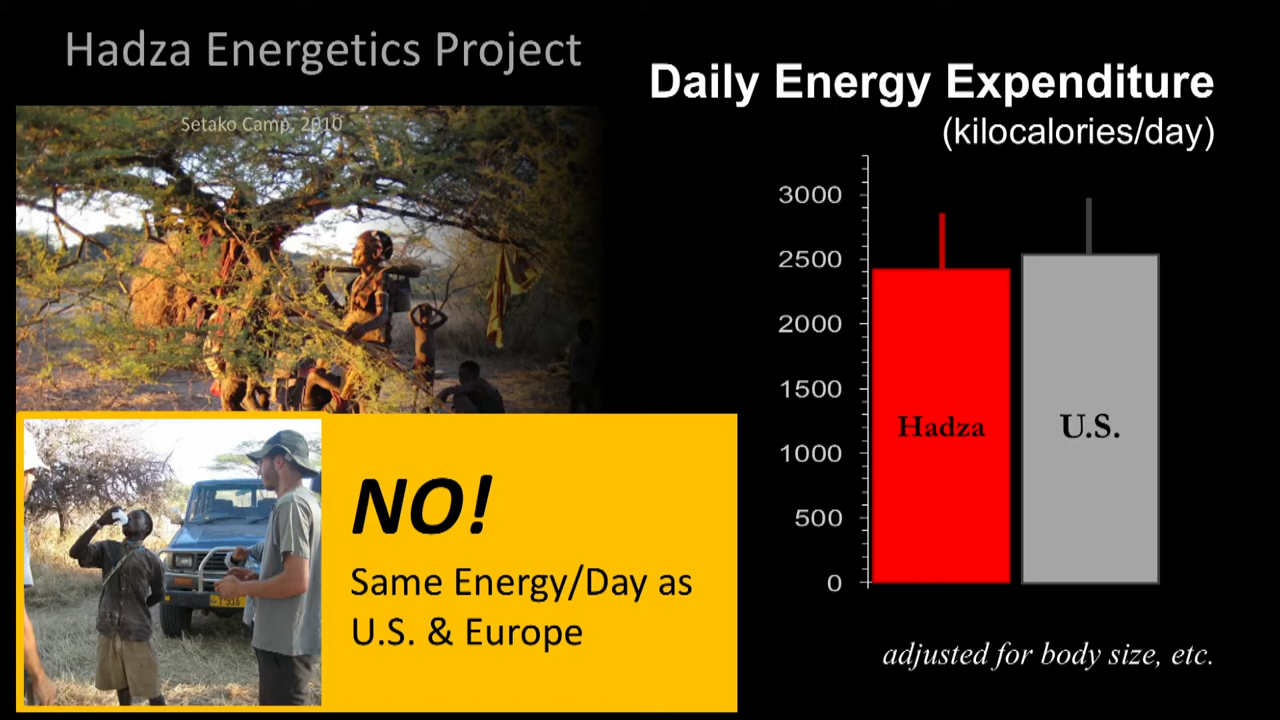 Hadza Energetics Project
Setako Camp, 2010
NO!
Same Energy/Day as
U.S. & Europe
Daily Energy Expenditure
(kilocalories/day)
3000
2500
2000
1500
1000
500
0
Hadza
U.S.
adjusted for body size, etc.